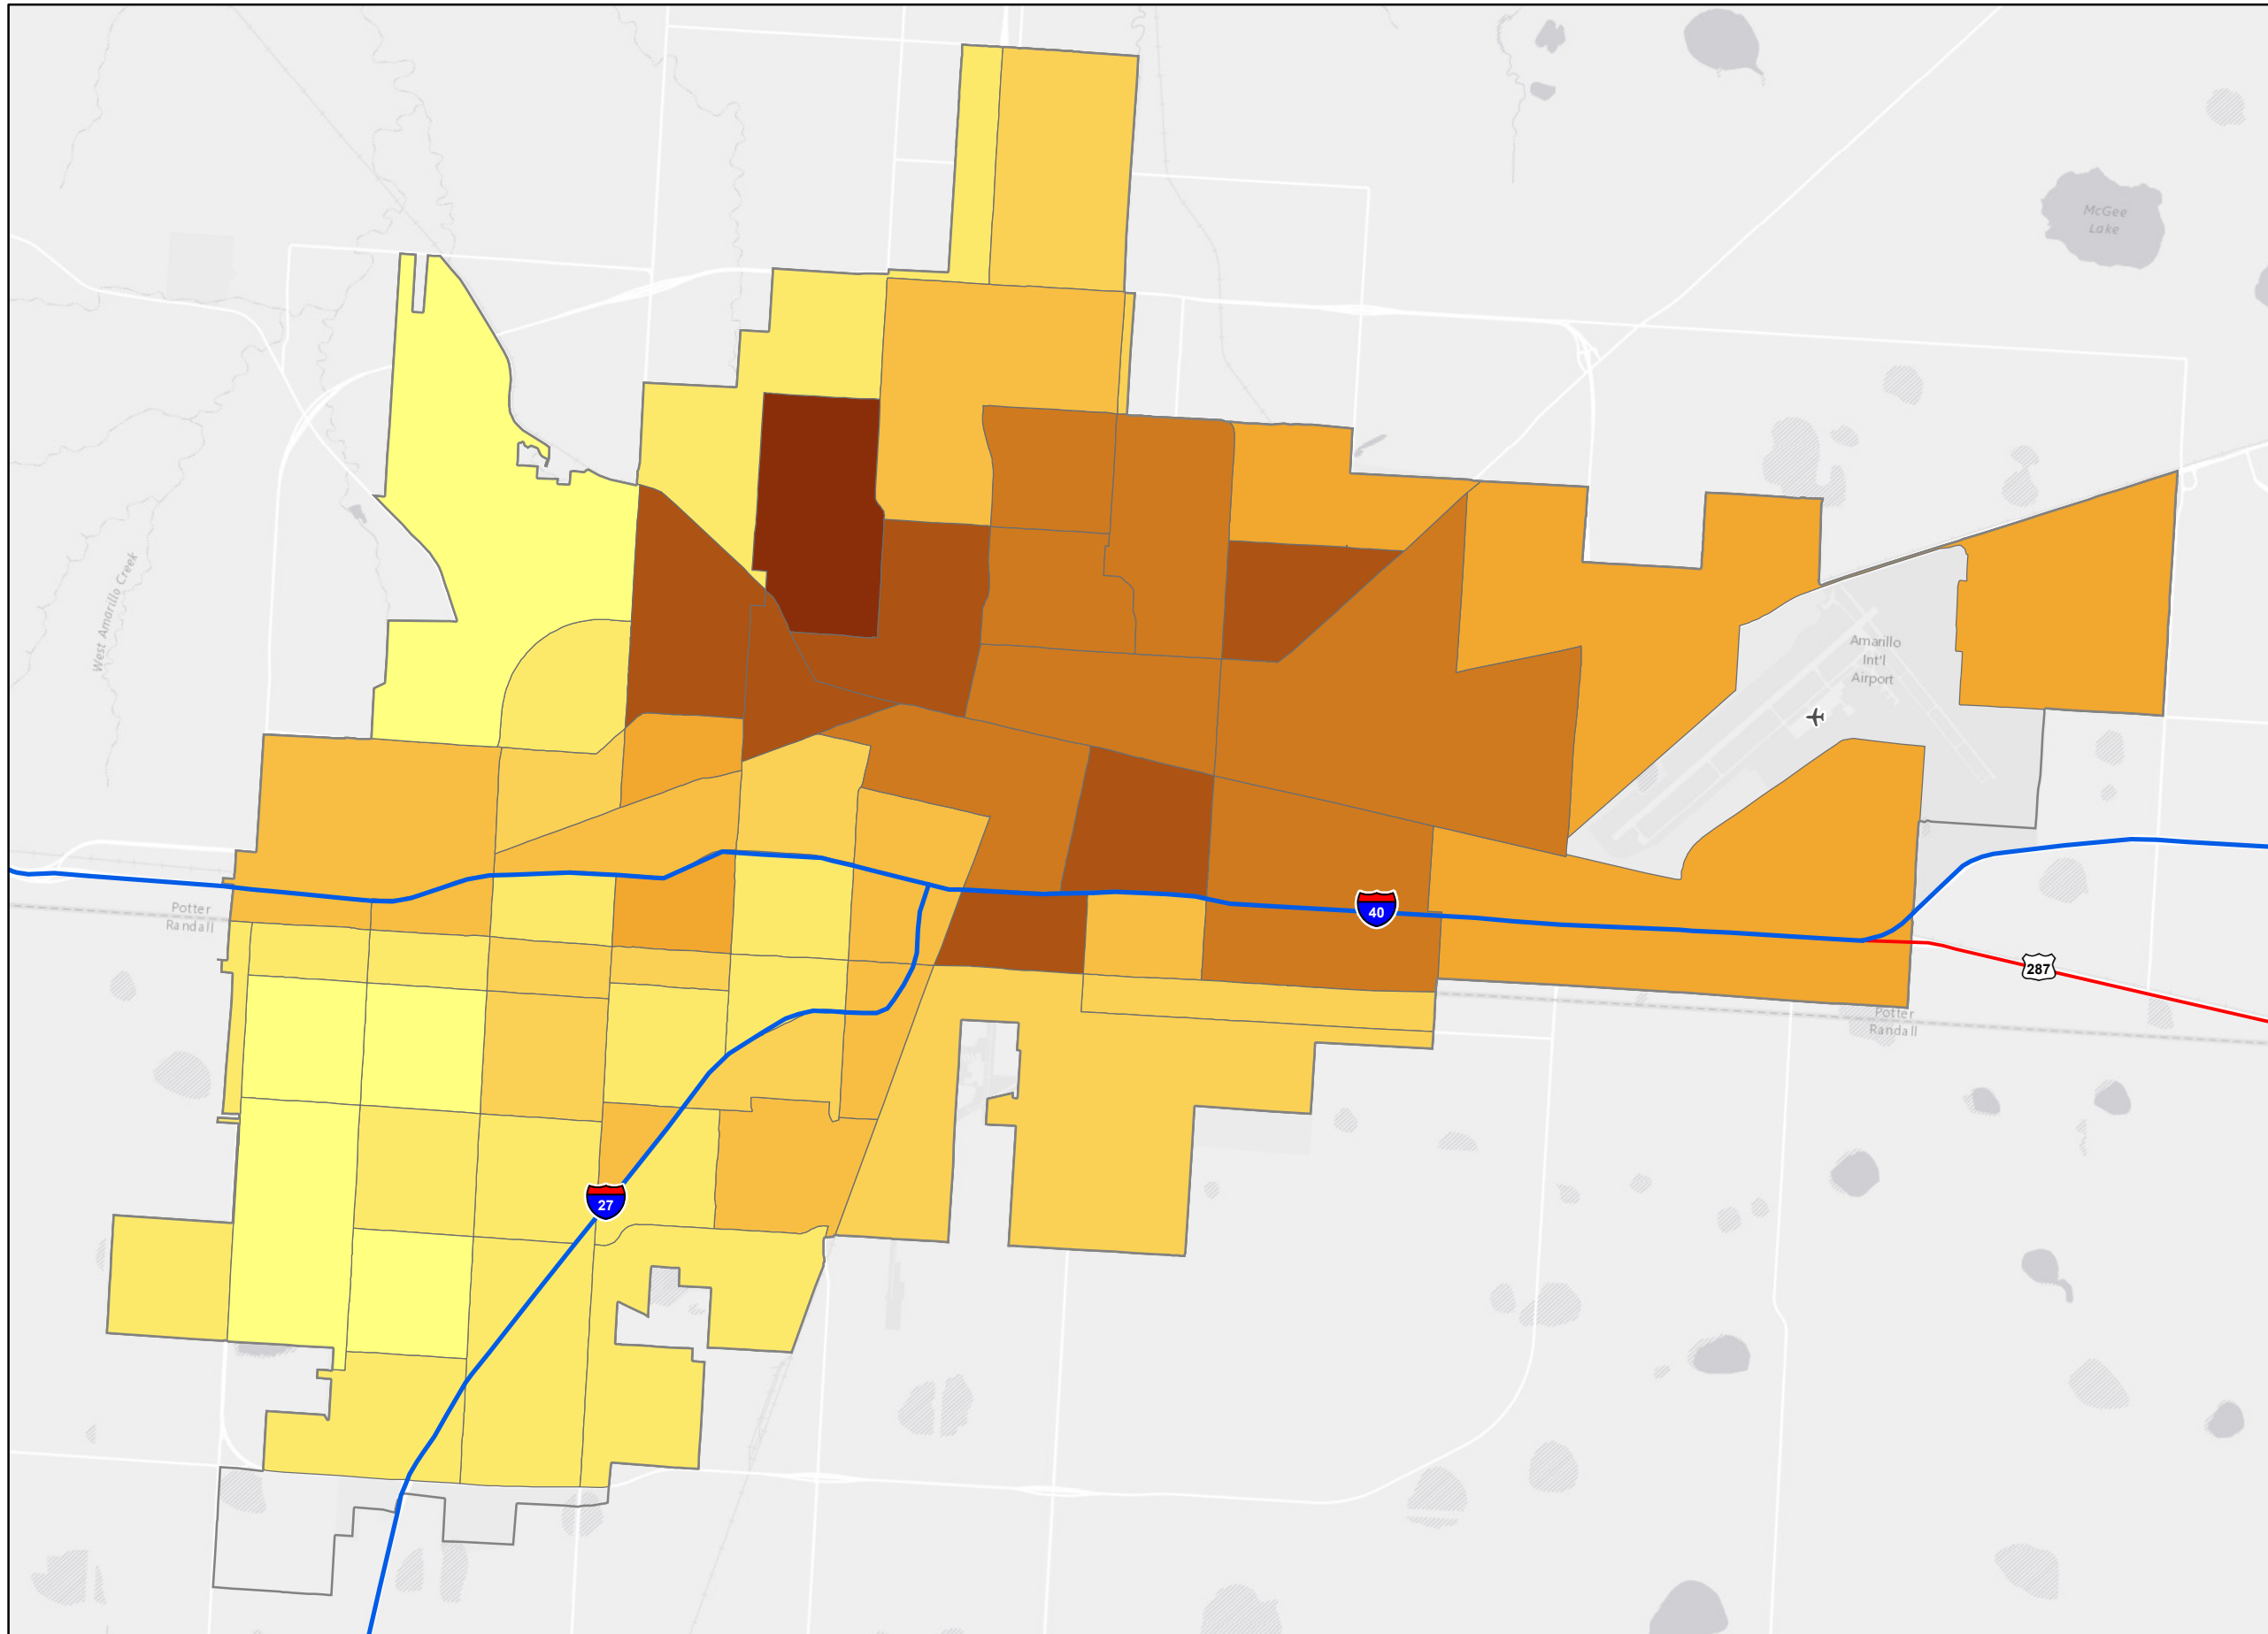 McGee
Lake
West Amarillo Creek
Amarillo
Int'l
Airport
Potter
Randall
40
287
Potter
Randall
27